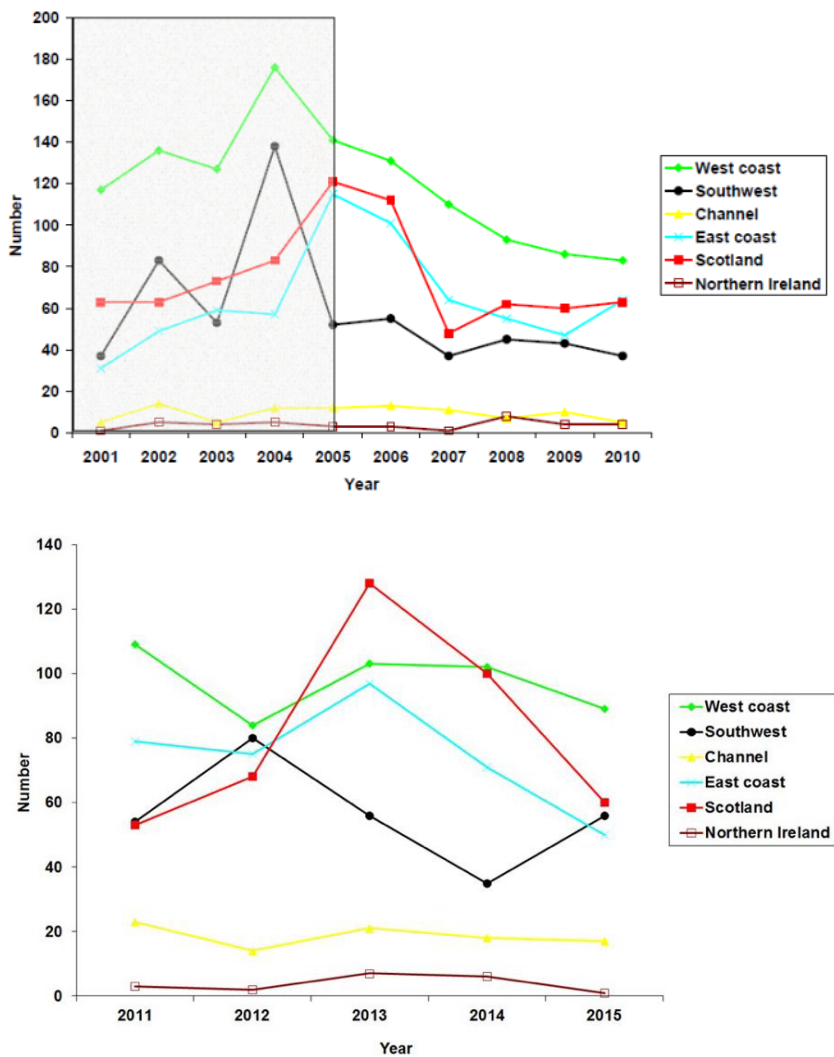 200
180
160
140
120
100
80
60
40
20
0
Number
2001 2002 2003 2004 2005 2006 2007 2008 2009 2010
Year
West coast
Southwest
Channel
East coast
Scotland
Northern Ireland
140
120
100
80
60
40
20
0
Number
2011 2012 2013 2014 2015
Year
West coast
Southwest
Channel
East coast
Scotland
Northern Ireland